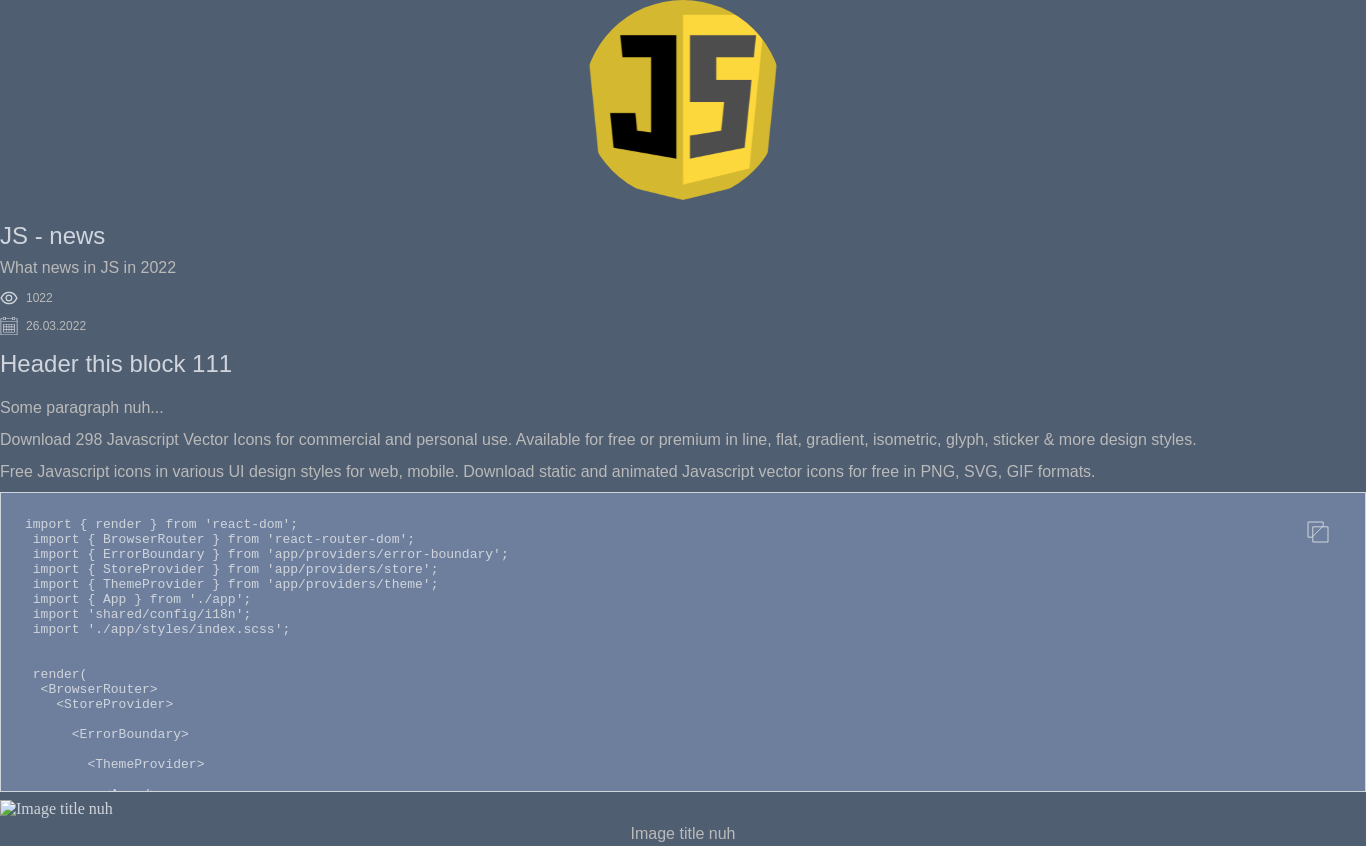 JS
JS - news
What news in JS in 2022
1022
26.03.2022
Header this block 111
Some paragraph nuh...
Download 298 Javascript Vector Icons for commercial and personal use. Available for free or premium in line, flat, gradient, isometric, glyph, sticker & more design styles.
Free Javascript icons in various UI design styles for web, mobile. Download static and animated Javascript vector icons for free in PNG, SVG, GIF formats.
import { render } from 'react-dom';
import { BrowserRouter } from 'react-router-dom';
import { ErrorBoundary } from 'app/providers/error-boundary';
import { StoreProvider } from 'app/providers/store';
import { ThemeProvider } from 'app/providers/theme';
import { App } from './app';
import 'shared/config/i18n';
import './app/styles/index.scss';
render(
<BrowserRouter>
<StoreProvider>
<ErrorBoundary>
<ThemeProvider>
Image title nuh
Image title nuh